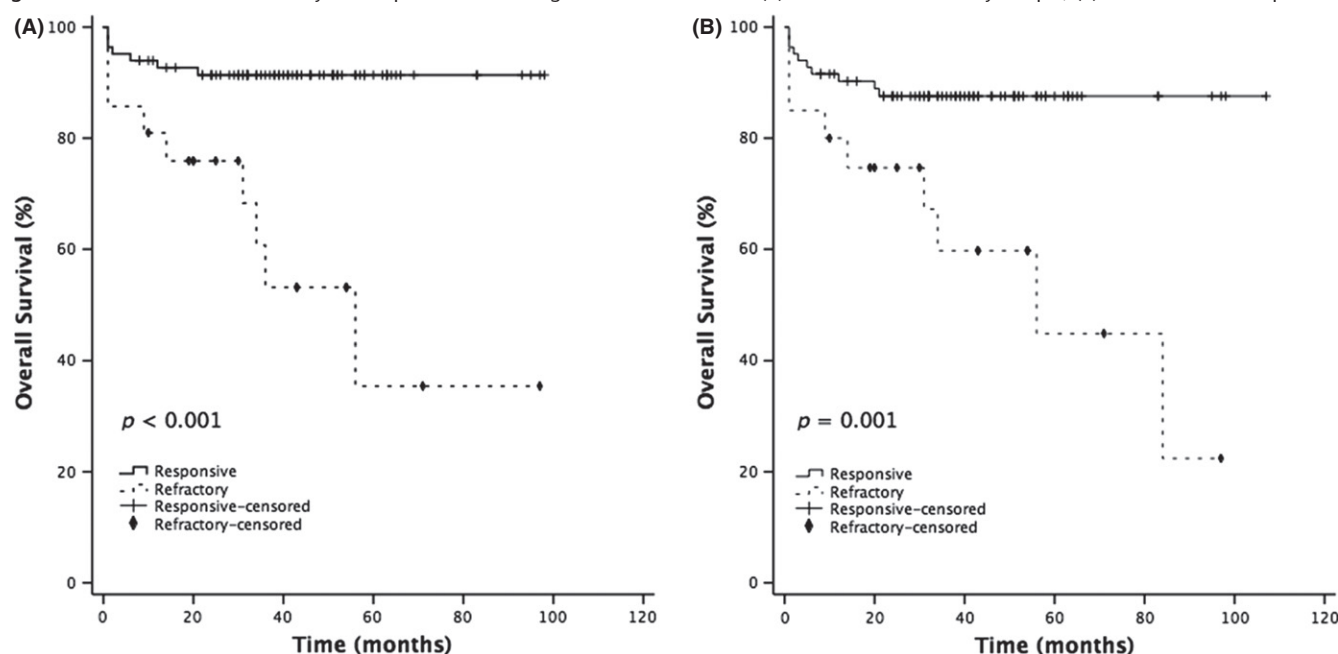 (A)
100
80
60
40
20
0
Overall Survival (%)
p < 0.001
Responsive
Refractory
Responsive-censored
Refractory-censored
0 20 40 60 80 100 120
Time (months)
(B)
100
80
60
40
20
0
Overall Survival (%)
p = 0.001
Responsive
Refractory
Responsive-censored
Refractory-censored
0 20 40 60 80 100 120
Time (months)